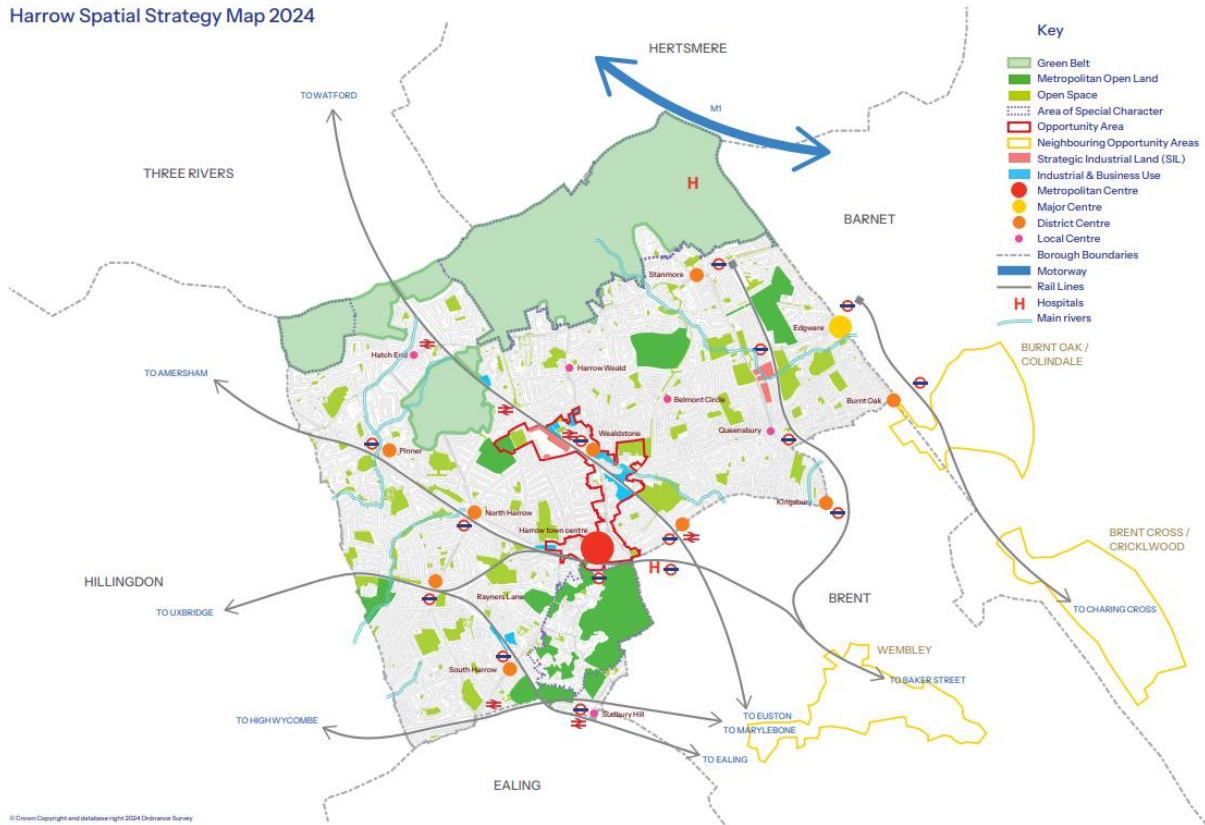 Harrow Spatial Strategy Map 2024
HERTSMERE
M1
TO WATFORD
THREE RIVERS
BARNET
Key
Green Belt
Metropolitan Open Land
Open Space
Area of Special Character
Opportunity Area
Neighbouring Opportunity Areas
Strategic Industrial Land (SIL)
Industrial & Business Use
Metropolitan Centre
Major Centre
District Centre
Local Centre
Borough Boundaries
Motorway
Rail Lines
H
Hospitals
Main rivers
H
Stanmore
Edgware
BURNT OAK /
COLINDALE
Hatch End
Harrow Weald
TO AMERSHAM
Belmont Circle
Burnt Oak
Queensbury
Wealdstone
Pinner
Kingsbury
North Harrow
Harrow town centre
BRENT CROSS /
CRICKLEWOOD
H
HILLINGDON
Rayners Lane
BRENT
TO UXBRIDGE
TO CHARING CROSS
WEMBLEY
South Harrow
TO BAKER STREET
Sudbury Hill
TO HIGH WYCOMBE
TO EUSTON
TO MARYLEBONE
TO EALING
EALING
© Crown Copyright and database right 2024 Ordnance Survey